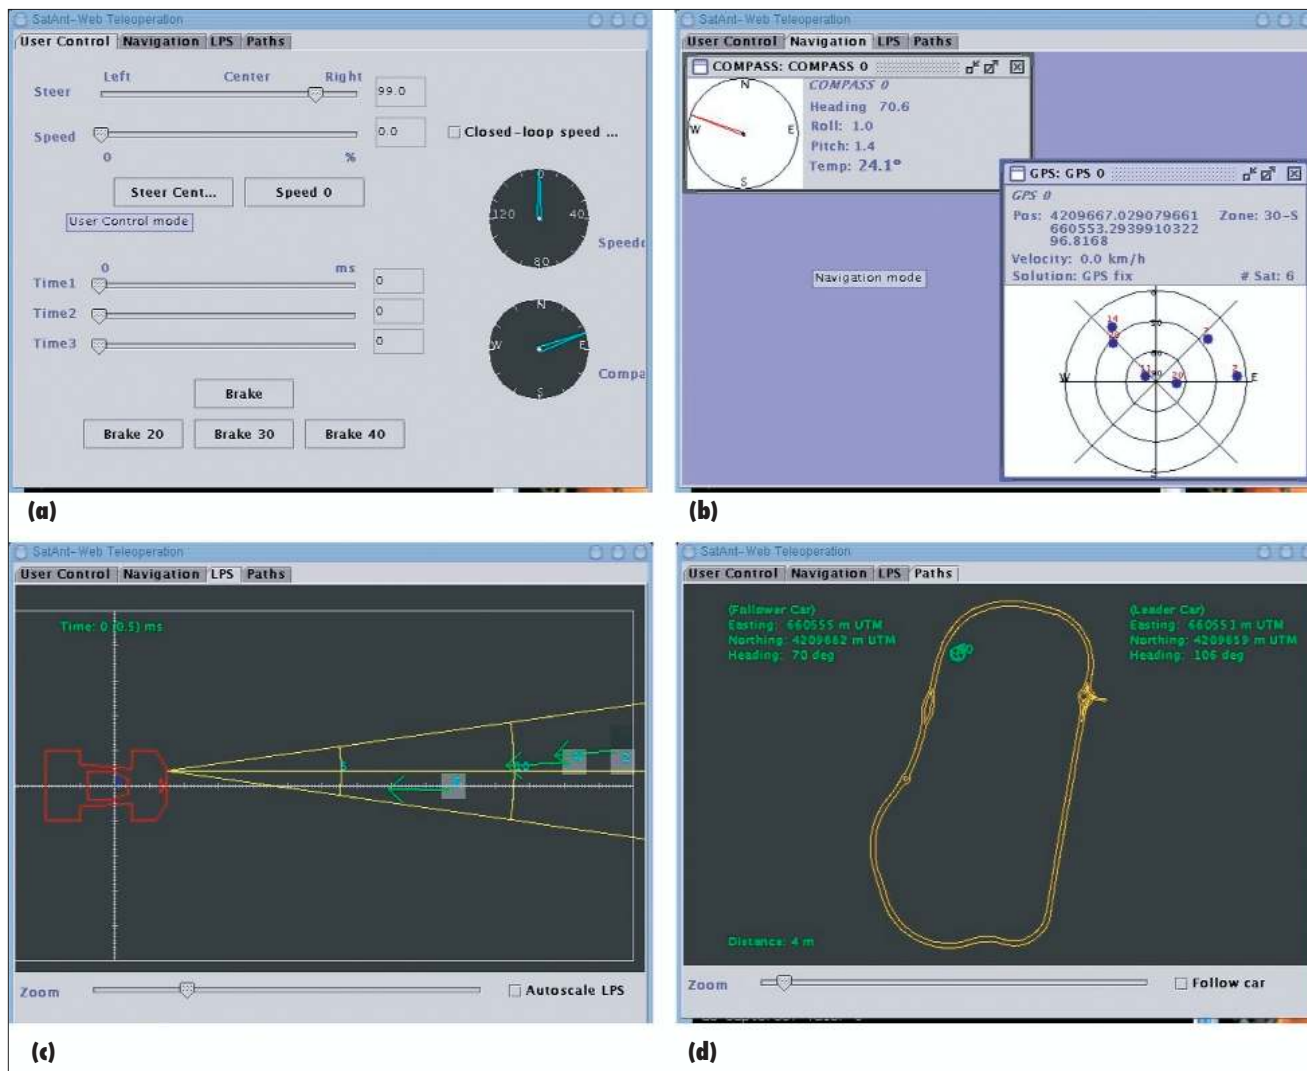 SatAnt-Web Teleoperation
User Control Navigation LPS Paths
Left Center Right
Steer 99.0
Speed 0.0
0 %
Closed-loop speed ...
Steer Cent... Speed 0
User Control mode
0 ms
Time1 0
Time2 0
Time3 0
0
120 40
80
Speedo
N
W E
S
Compa
Brake
Brake 20 Brake 30 Brake 40
(a)
SatAnt-Web Teleoperation
User Control Navigation LPS Paths
COMPASS: COMPASS 0
COMPASS 0
Heading 70.6
Roll: 1.0
Pitch: 1.4
Temp: 24.1°
N
W E
S
Navigation mode
GPS: GPS 0
GPS 0
Pos: 4209667.029079661 Zone: 30-S
660553.2939910322
96.8168
Velocity: 0.0 km/h
Solution: GPS fix # Sat: 6
14
7
11
20
W E
S
(b)
SatAnt-Web Teleoperation
User Control Navigation LPS Paths
Time: 0 (0.5) ms
5
10
Zoom
Autoscale LPS
(c)
SatAnt-Web Teleoperation
User Control Navigation LPS Paths
(Follower Car)
Easting: 660555 m UTM
Northing: 4209662 m UTM
Heading: 70 deg
(Leader Car)
Easting: 660553 m UTM
Northing: 4209659 m UTM
Heading: 106 deg
Distance: 4 m
Zoom
Follow car
(d)